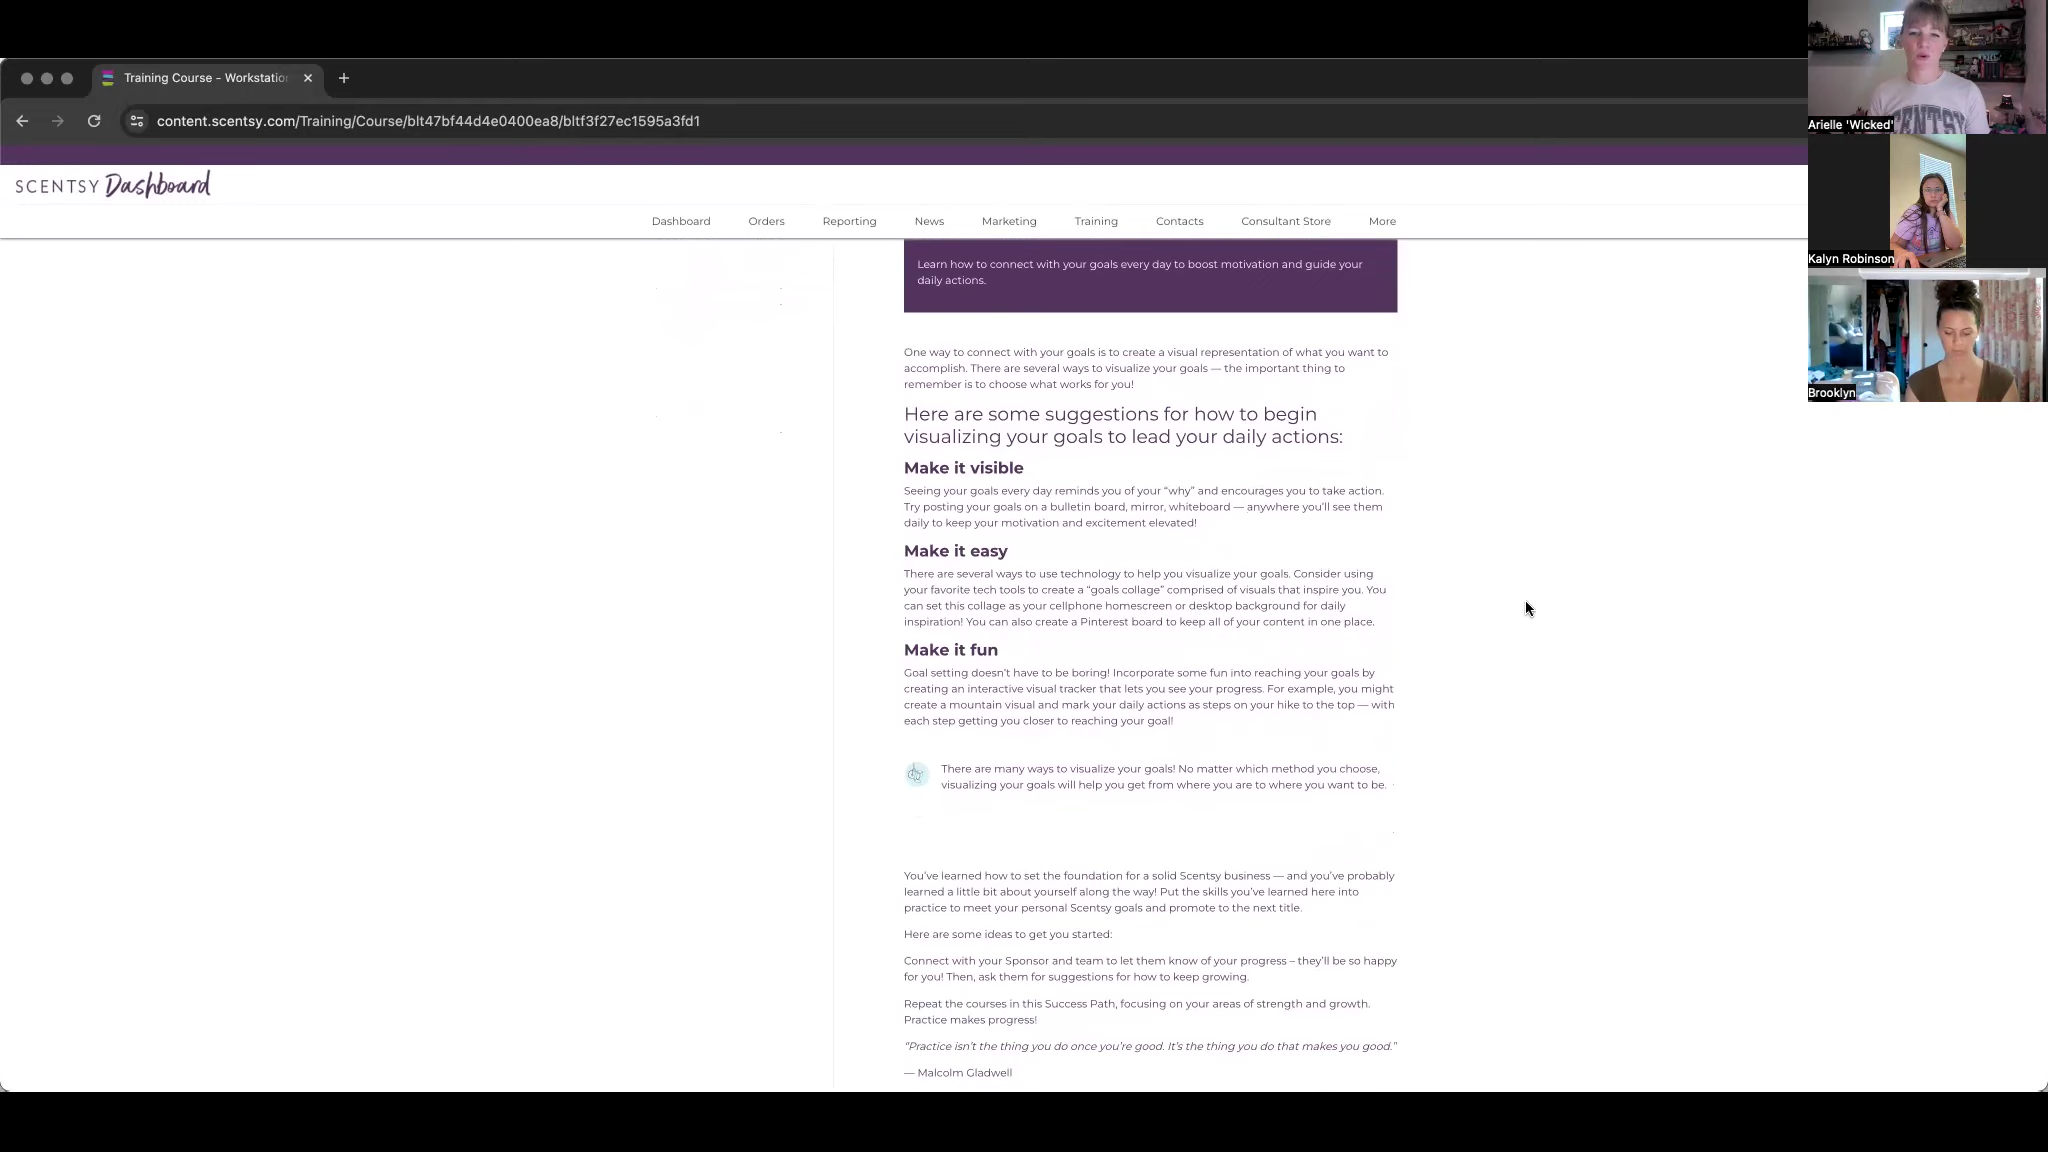 Training Course - Workstatio
content.scentsy.com/Training/Course/blt47bf44d4e0400ea8/bltf3f27ec1595a3fd1
SCENTSY Dashboard
Dashboard Orders Reporting News Marketing Training Contacts Consultant Store More
Learn how to connect with your goals every day to boost motivation and guide your
daily actions.
One way to connect with your goals is to create a visual representation of what you want to
accomplish. There are several ways to visualize your goals — the important thing to
remember is to choose what works for you!
Here are some suggestions for how to begin
visualizing your goals to lead your daily actions:
Make it visible
Seeing your goals every day reminds you of your “why” and encourages you to take action.
Try posting your goals on a bulletin board, mirror, whiteboard — anywhere you’ll see them
daily to keep your motivation and excitement elevated!
Make it easy
There are several ways to use technology to help you visualize your goals. Consider using
your favorite tech tools to create a “goals collage” comprised of visuals that inspire you. You
can set this collage as your cellphone homescreen or desktop background for daily
inspiration! You can also create a Pinterest board to keep all of your content in one place.
Make it fun
Goal setting doesn’t have to be boring! Incorporate some fun into reaching your goals by
creating an interactive visual tracker that lets you see your progress. For example, you might
create a mountain visual and mark your daily actions as steps on your hike to the top — with
each step getting you closer to reaching your goal!
There are many ways to visualize your goals! No matter which method you choose,
visualizing your goals will help you get from where you are to where you want to be.
You’ve learned how to set the foundation for a solid Scentsy business — and you’ve probably
learned a little bit about yourself along the way! Put the skills you’ve learned here into
practice to meet your personal Scentsy goals and promote to the next title.
Here are some ideas to get you started:
Connect with your Sponsor and team to let them know of your progress – they’ll be so happy
for you! Then, ask them for suggestions for how to keep growing.
Repeat the courses in this Success Path, focusing on your areas of strength and growth.
Practice makes progress!
“Practice isn’t the thing you do once you’re good. It’s the thing you do that makes you good.”
— Malcolm Gladwell
SCENTSY
Arielle 'Wicked'
Kalyn Robinson
Brooklyn